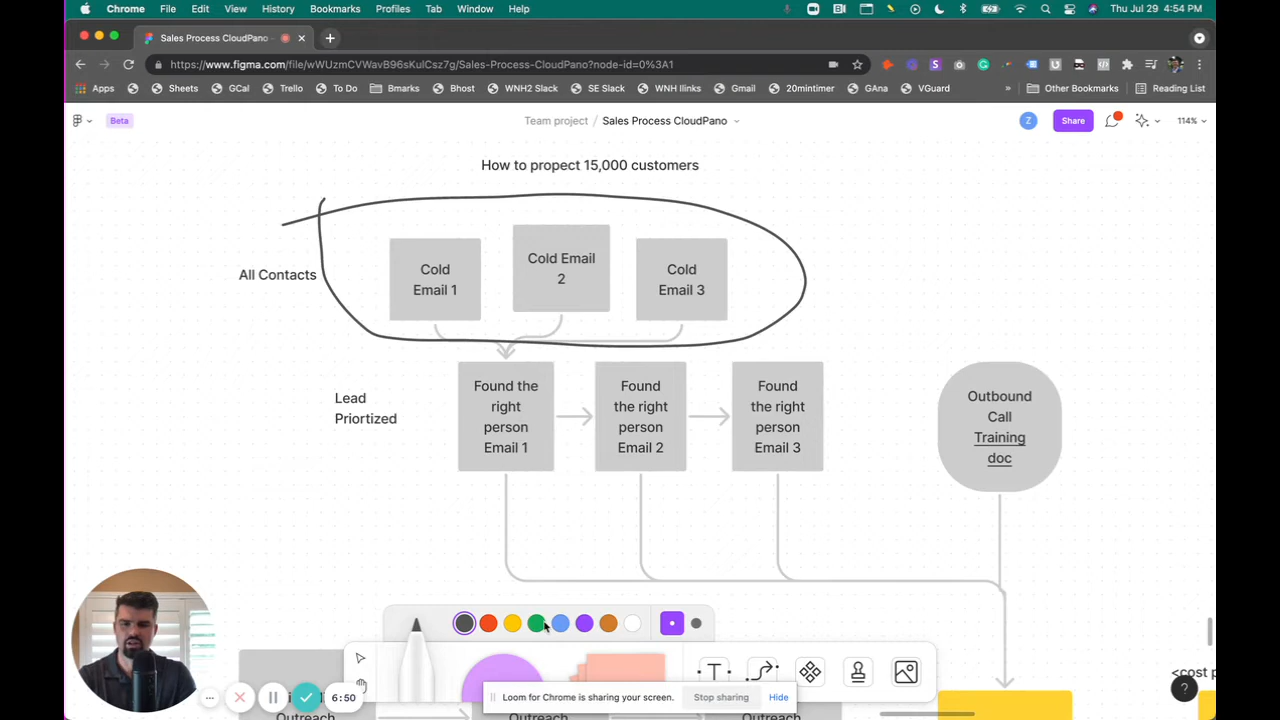 Chrome File Edit View History Bookmarks Profiles Tab Window Help Thu Jul 29 4:54 PM
Sales Process CloudPano
https://www.figma.com/file/wWUzmCVWavB96sKulCsz7g/Sales-Process-CloudPano?node-id=0%3A1
Apps Sheets GCal Trello To Do Bmarks Bhost WNH2 Slack SE Slack WNH Ilinks Gmail 20mintimer GAna VGuard » Other Bookmarks Reading List
Beta Team project / Sales Process CloudPano Z Share 114%
How to propect 15,000 customers
All Contacts
Cold
Email 1
Cold Email
2
Cold
Email 3
Lead
Priortized
Found the
right
person
Email 1
Found
the right
person
Email 2
Found
the right
person
Email 3
Outbound
Call
Training
doc
T
<cost p
6:50
Loom for Chrome is sharing your screen. Stop sharing Hide
?
Outreach
Outreach
Outreach